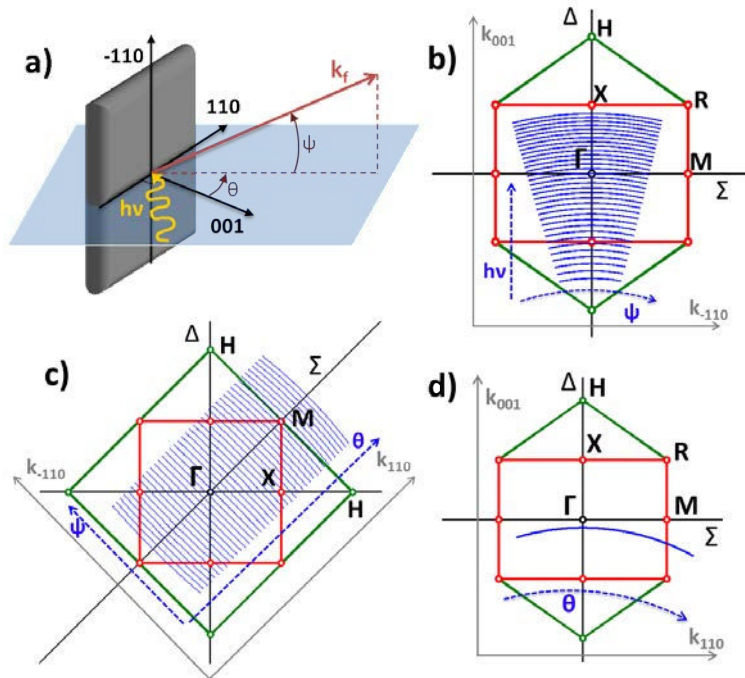 a)
-110
k_f
110
ψ
θ
hν
001
b)
k_001
Δ
H
X
R
Γ
M
Σ
hν
ψ
k_-110
c)
Δ
H
Σ
M
θ
k_-110
Γ
X
k_110
H
ψ
d)
k_001
Δ
H
X
R
Γ
M
Σ
θ
k_110